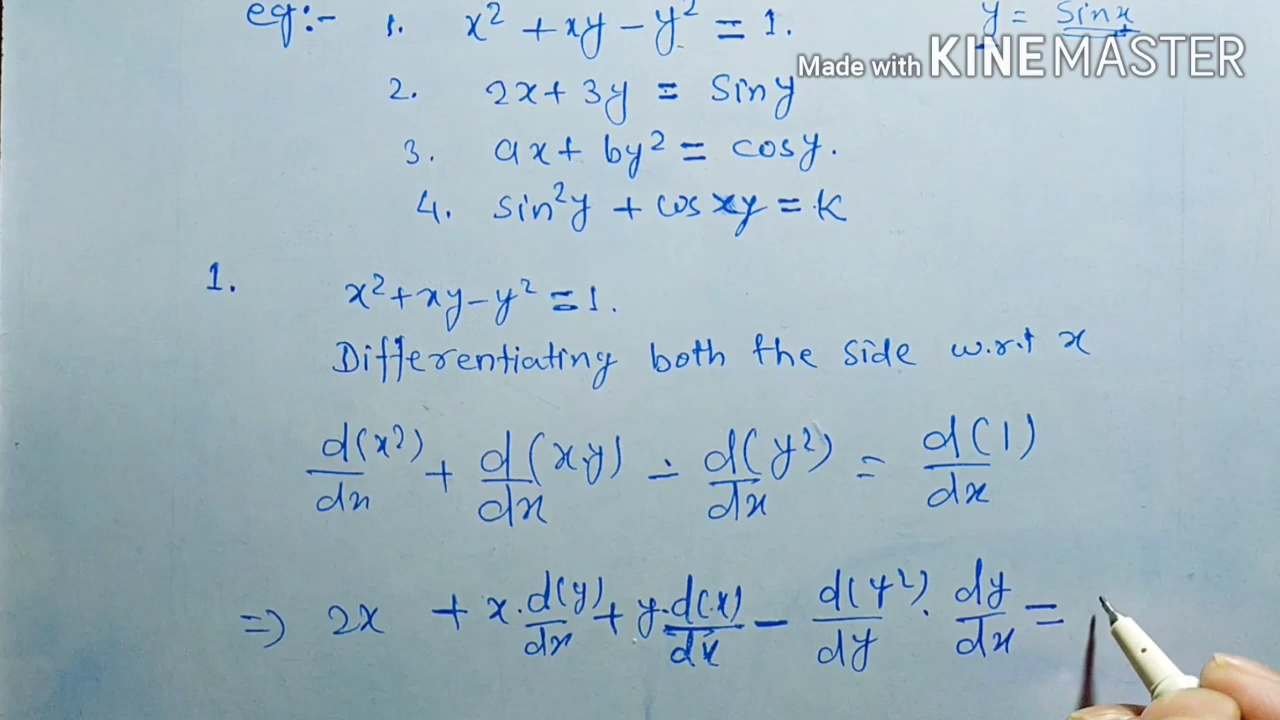 eg:- 1. x² + xy - y² = 1. y = sinx
Made with KINEMASTER
2. 2x + 3y = Siny
3. ax + by² = cosy.
4. sin²y + cos xy = K
1. x² + xy - y² = 1.
Differentiating both the side w.r.t x
d(x²)/dx + d(xy)/dx - d(y²)/dx = d(1)/dx
=> 2x + x.d(y)/dx + y.d(x)/dx - d(y²)/dy . dy/dx =